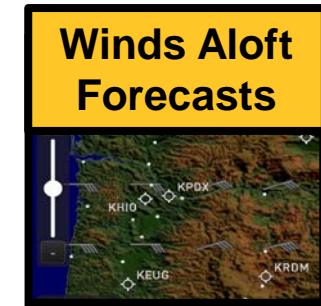 Winds Aloft
Forecasts
KPDX
KHIO
KEUG
KRDM
-